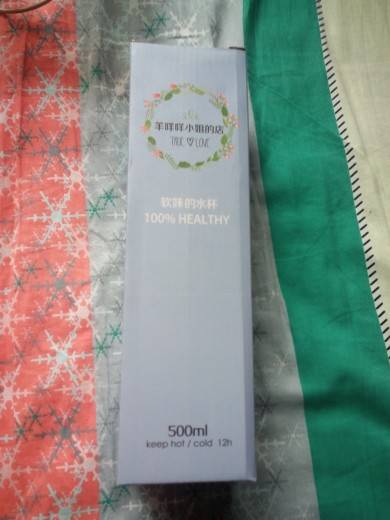 羊咩咩小姐的店
TRUE ♡ LOVE
软妹的水杯
100% HEALTHY
500ml
keep hot / cold 12h